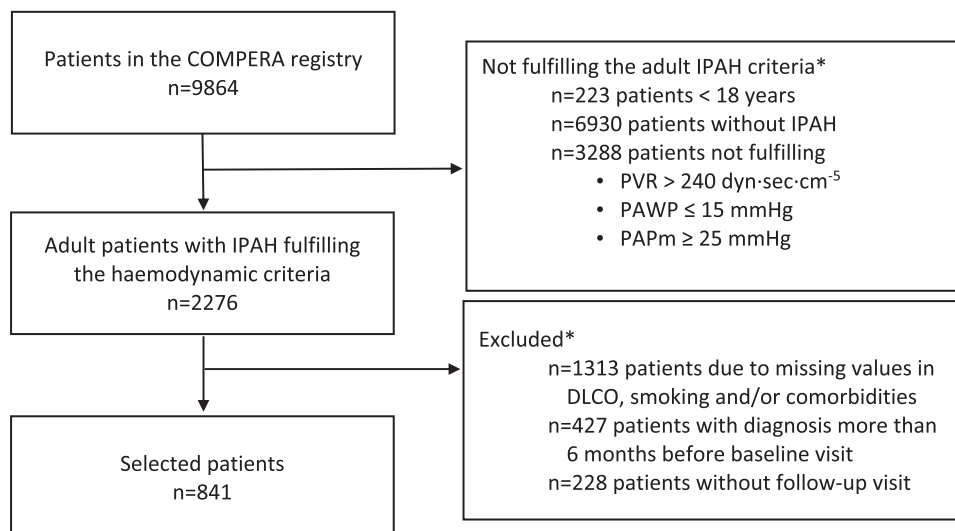 Patients in the COMPERA registry
n=9864
Not fulfilling the adult IPAH criteria*
n=223 patients < 18 years
n=6930 patients without IPAH
n=3288 patients not fulfilling
• PVR > 240 dyn·sec·cm⁻⁵
• PAWP ≤ 15 mmHg
• PAPm ≥ 25 mmHg
Adult patients with IPAH fulfilling
the haemodynamic criteria
n=2276
Excluded*
n=1313 patients due to missing values in
DLCO, smoking and/or comorbidities
n=427 patients with diagnosis more than
6 months before baseline visit
n=228 patients without follow-up visit
Selected patients
n=841